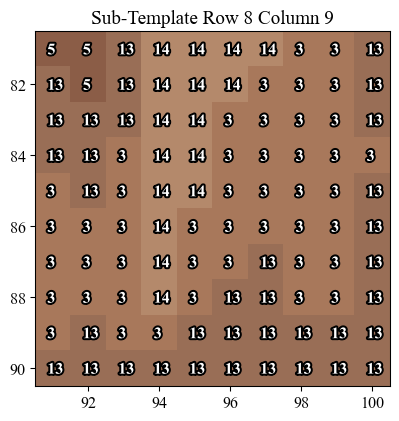 Sub-Template Row 8 Column 9
5 5 13 14 14 14 14 3 3 13
82 13 5 13 14 14 14 3 3 3 13
13 13 13 14 14 3 3 3 3 13
84 13 13 3 14 14 3 3 3 3 3
3 13 3 14 14 3 3 3 3 13
86 3 3 3 14 3 3 3 3 3 13
3 3 3 14 3 3 13 3 3 13
88 3 3 3 14 3 13 13 3 3 13
3 13 3 3 13 13 13 13 13 13
90 13 13 13 13 13 13 13 13 13 13
92 94 96 98 100